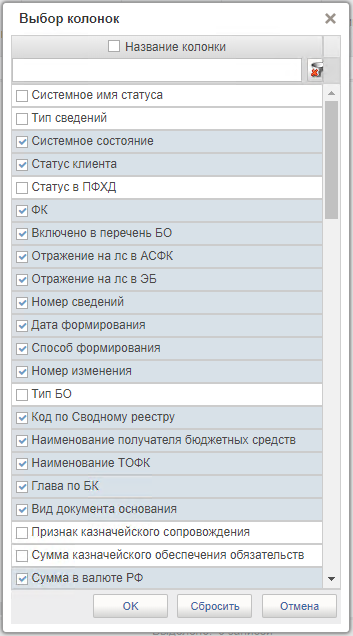 Выбор колонок
Название колонки
Системное имя статуса
Тип сведений
Системное состояние
Статус клиента
Статус в ПФХД
ФК
Включено в перечень БО
Отражение на лс в АСФК
Отражение на лс в ЭБ
Номер сведений
Дата формирования
Способ формирования
Номер изменения
Тип БО
Код по Сводному реестру
Наименование получателя бюджетных средств
Наименование ТОФК
Глава по БК
Вид документа основания
Признак казначейского сопровождения
Сумма казначейского обеспечения обязательств
Сумма в валюте РФ
OK Сбросить Отмена